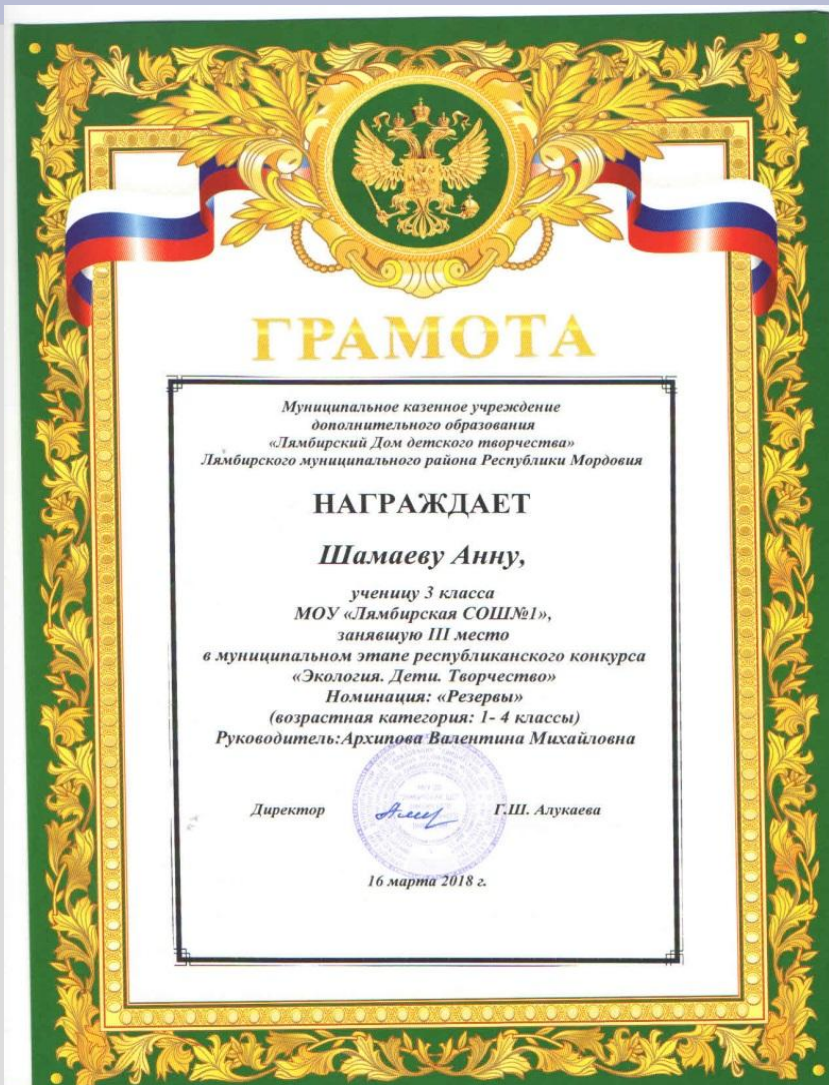 ГРАМОТА
Муниципальное казенное учреждение
дополнительного образования
«Лямбирский Дом детского творчества»
Лямбирского муниципального района Республики Мордовия
НАГРАЖДАЕТ
Шамаеву Анну,
ученицу 3 класса
МОУ «Лямбирская СОШ№1»,
занявшую III место
в муниципальном этапе республиканского конкурса
«Экология. Дети. Творчество»
Номинация: «Резервы»
(возрастная категория: 1- 4 классы)
Руководитель:Архипова Валентина Михайловна
Директор Г.Ш. Алукаева
16 марта 2018 г.